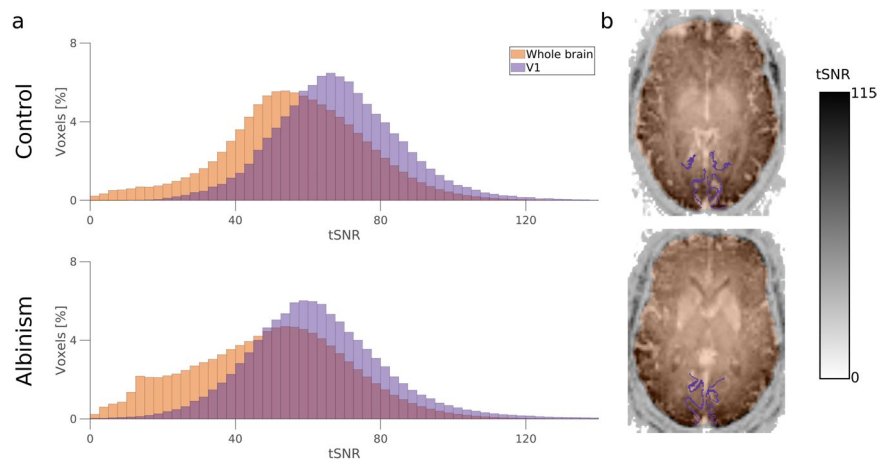 a
b
Control
8
4
0
Voxels [%]
Whole brain
V1
0
40
80
120
tSNR
Albinism
8
4
0
Voxels [%]
0
40
80
120
tSNR
tSNR
115
0